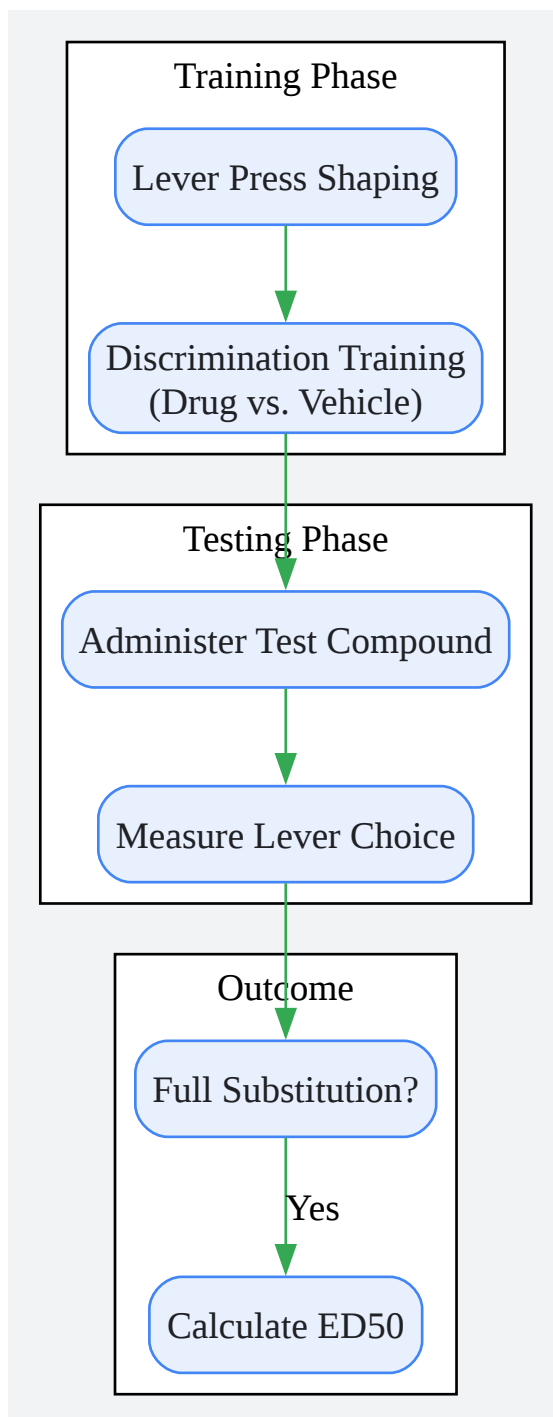 Training Phase
Lever Press Shaping
Discrimination Training
(Drug vs. Vehicle)
Testing Phase
Administer Test Compound
Measure Lever Choice
Outcome
Full Substitution?
Yes
Calculate ED50